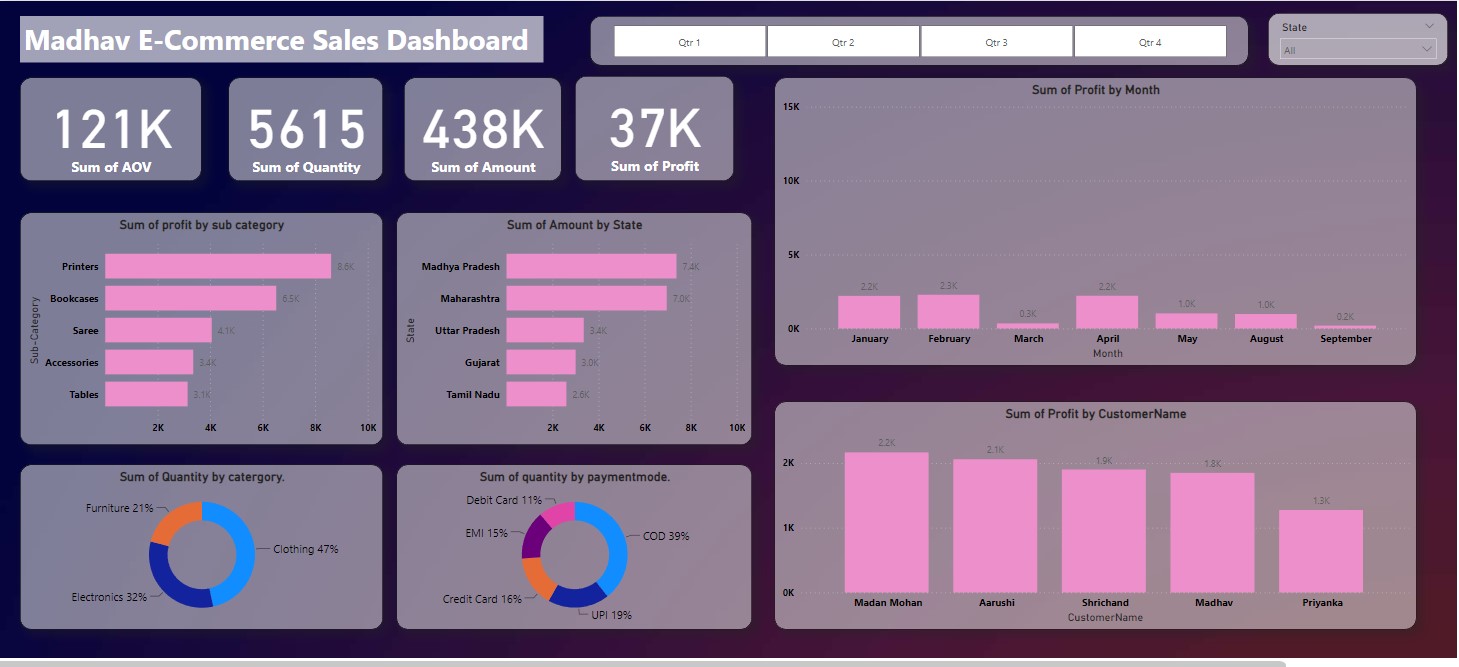 Madhav E-Commerce Sales Dashboard
Qtr 1
Qtr 2
Qtr 3
Qtr 4
State
All
121K
Sum of AOV
5615
Sum of Quantity
438K
Sum of Amount
37K
Sum of Profit
Sum of Profit by Month
15K
10K
5K
0K
2.2K
2.3K
0.3K
2.2K
1.0K
1.0K
0.2K
January
February
March
April
May
August
September
Month
Sum of profit by sub category
Sub-Category
Printers
8.6K
Bookcases
6.5K
Saree
4.1K
Accessories
3.4K
Tables
3.1K
2K
4K
6K
8K
10K
Sum of Amount by State
State
Madhya Pradesh
7.4K
Maharashtra
7.0K
Uttar Pradesh
3.4K
Gujarat
3.0K
Tamil Nadu
2.6K
2K
4K
6K
8K
10K
Sum of Profit by CustomerName
2K
1K
0K
2.2K
2.1K
1.9K
1.8K
1.3K
Madan Mohan
Aarushi
Shrichand
Madhav
Priyanka
CustomerName
Sum of Quantity by catergory.
Furniture 21%
Clothing 47%
Electronics 32%
Sum of quantity by paymentmode.
Debit Card 11%
EMI 15%
COD 39%
Credit Card 16%
UPI 19%